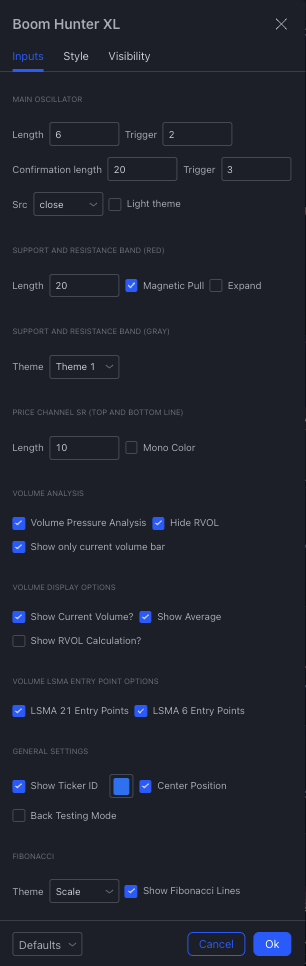 Boom Hunter XL
Inputs Style Visibility
MAIN OSCILLATOR
Length 6 Trigger 2
Confirmation length 20 Trigger 3
Src close Light theme
SUPPORT AND RESISTANCE BAND (RED)
Length 20 Magnetic Pull Expand
SUPPORT AND RESISTANCE BAND (GRAY)
Theme Theme 1
PRICE CHANNEL SR (TOP AND BOTTOM LINE)
Length 10 Mono Color
VOLUME ANALYSIS
Volume Pressure Analysis Hide RVOL
Show only current volume bar
VOLUME DISPLAY OPTIONS
Show Current Volume? Show Average
Show RVOL Calculation?
VOLUME LSMA ENTRY POINT OPTIONS
LSMA 21 Entry Points LSMA 6 Entry Points
GENERAL SETTINGS
Show Ticker ID Center Position
Back Testing Mode
FIBONACCI
Theme Scale Show Fibonacci Lines
Defaults Cancel Ok